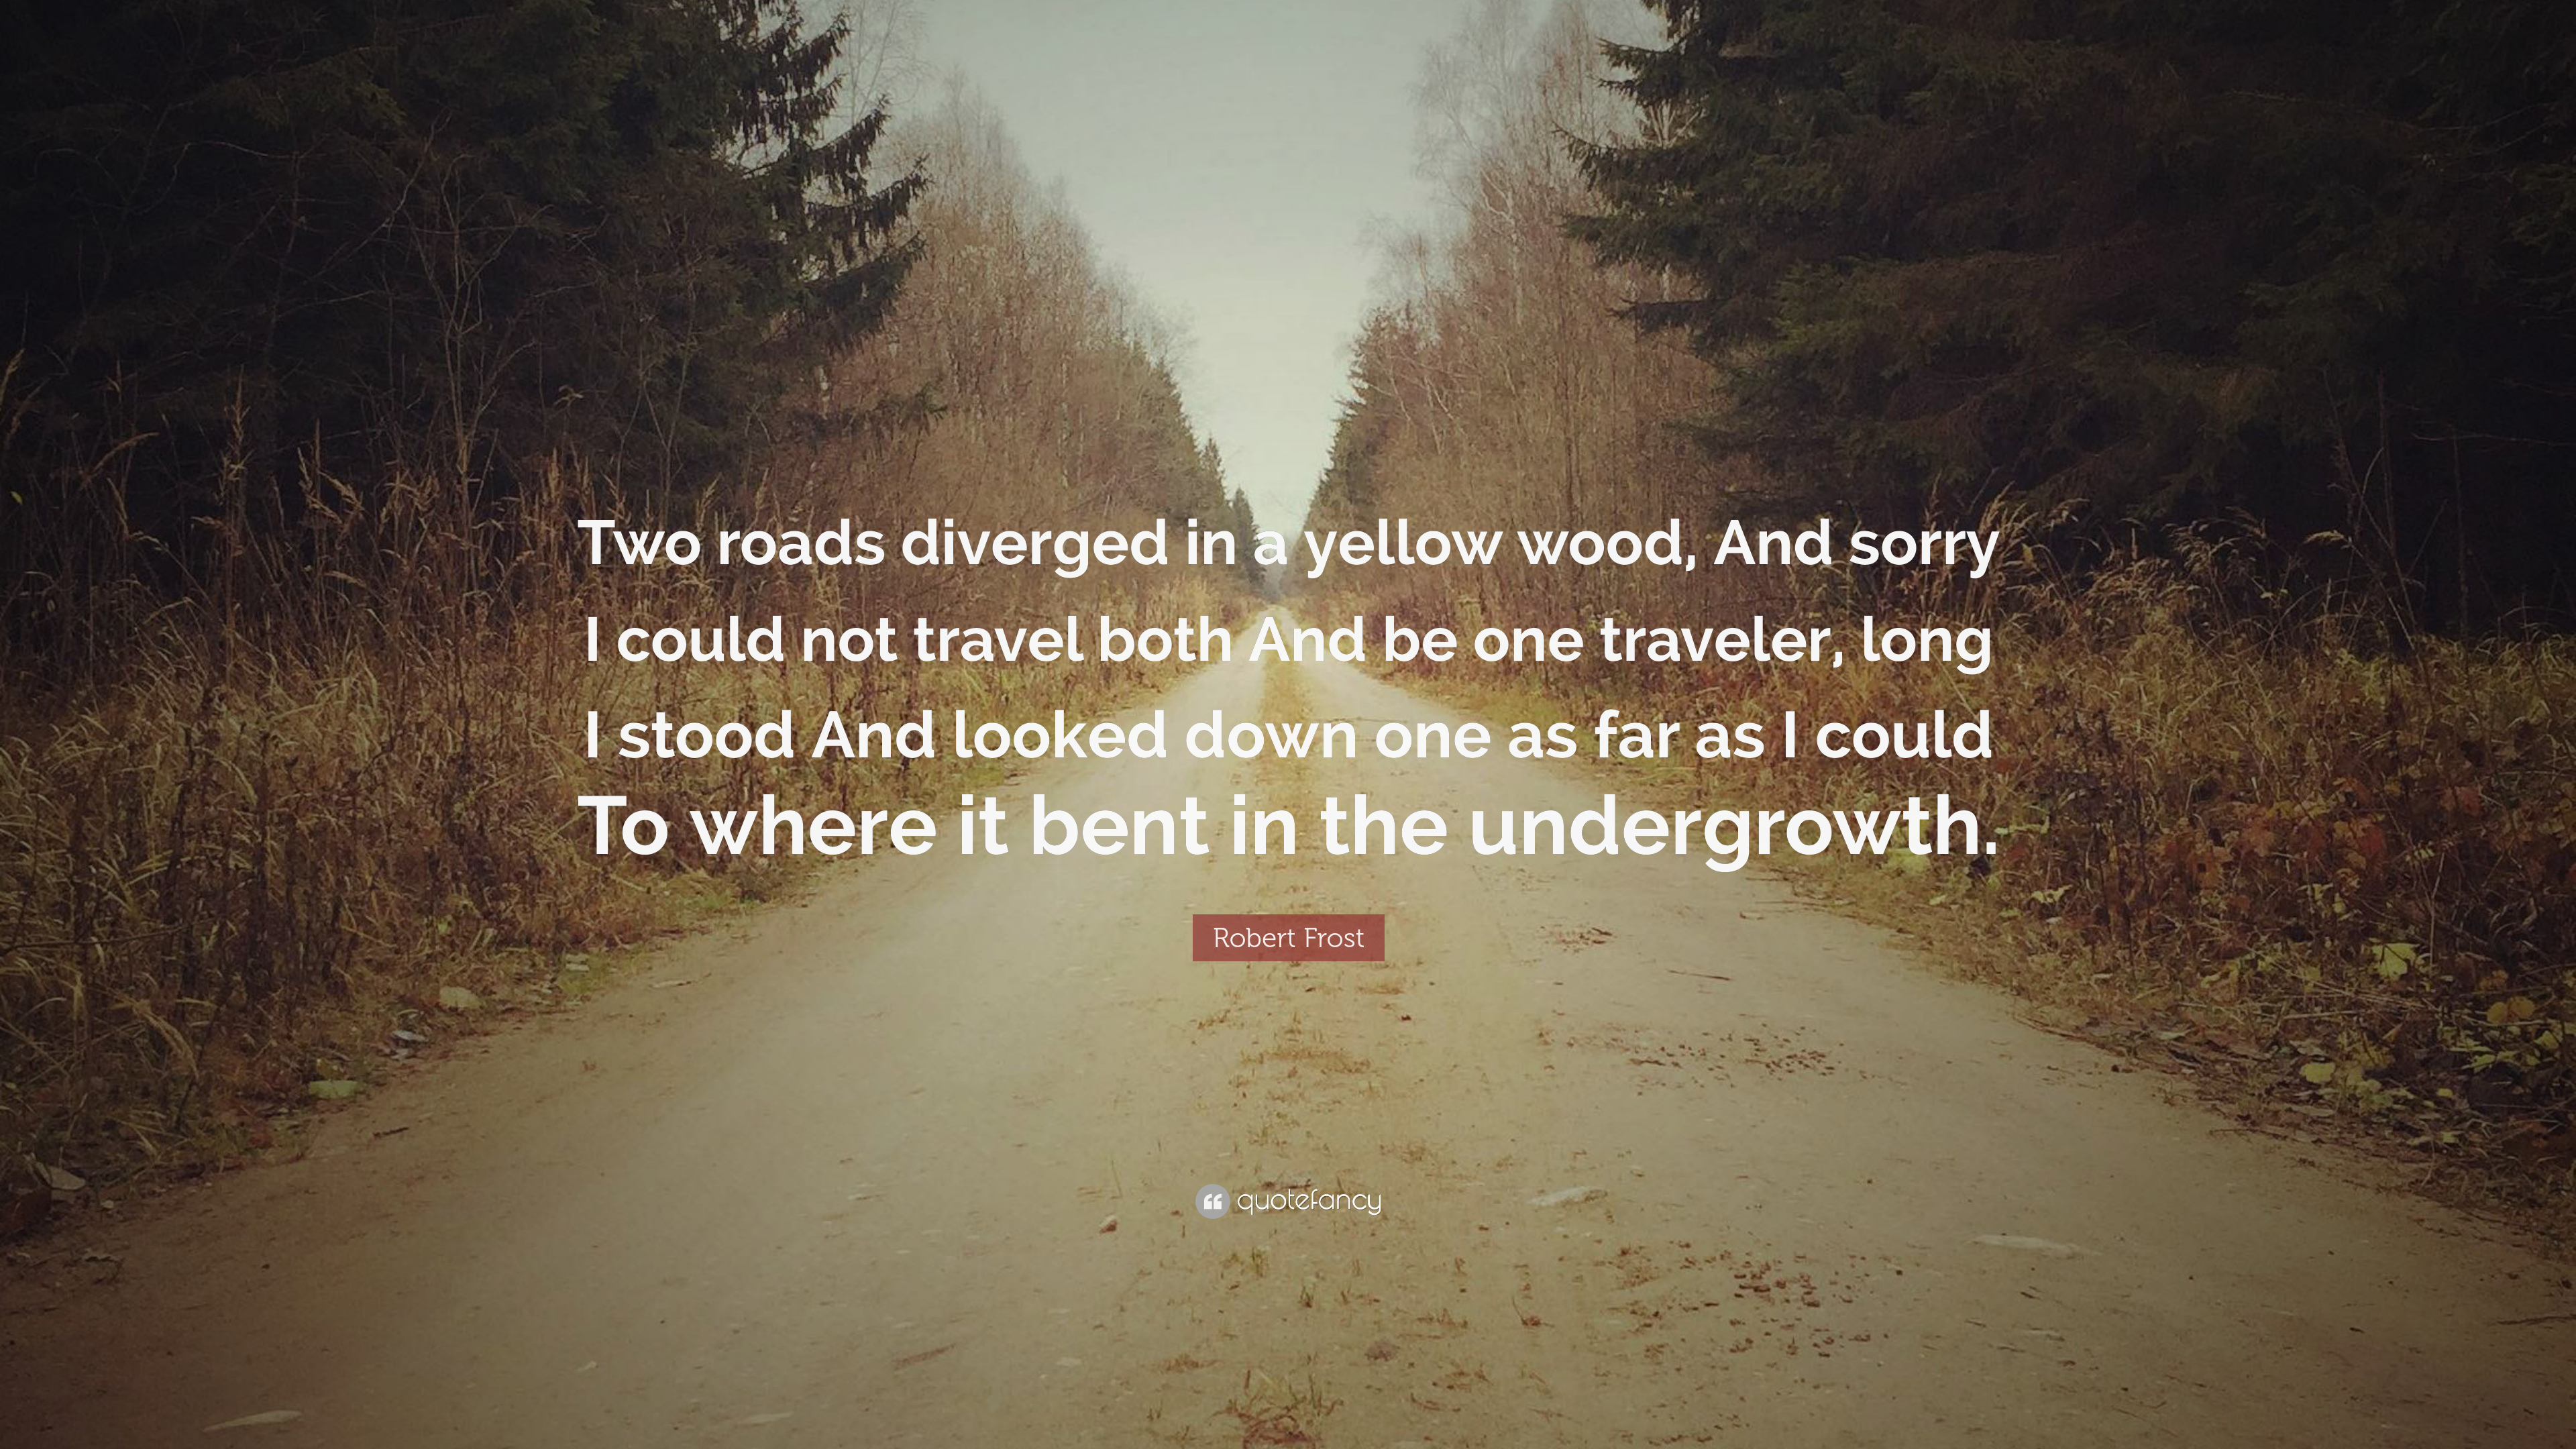 Two roads diverged in a yellow wood, And sorry
I could not travel both And be one traveler, long
I stood And looked down one as far as I could
To where it bent in the undergrowth.
Robert Frost
quotefancy